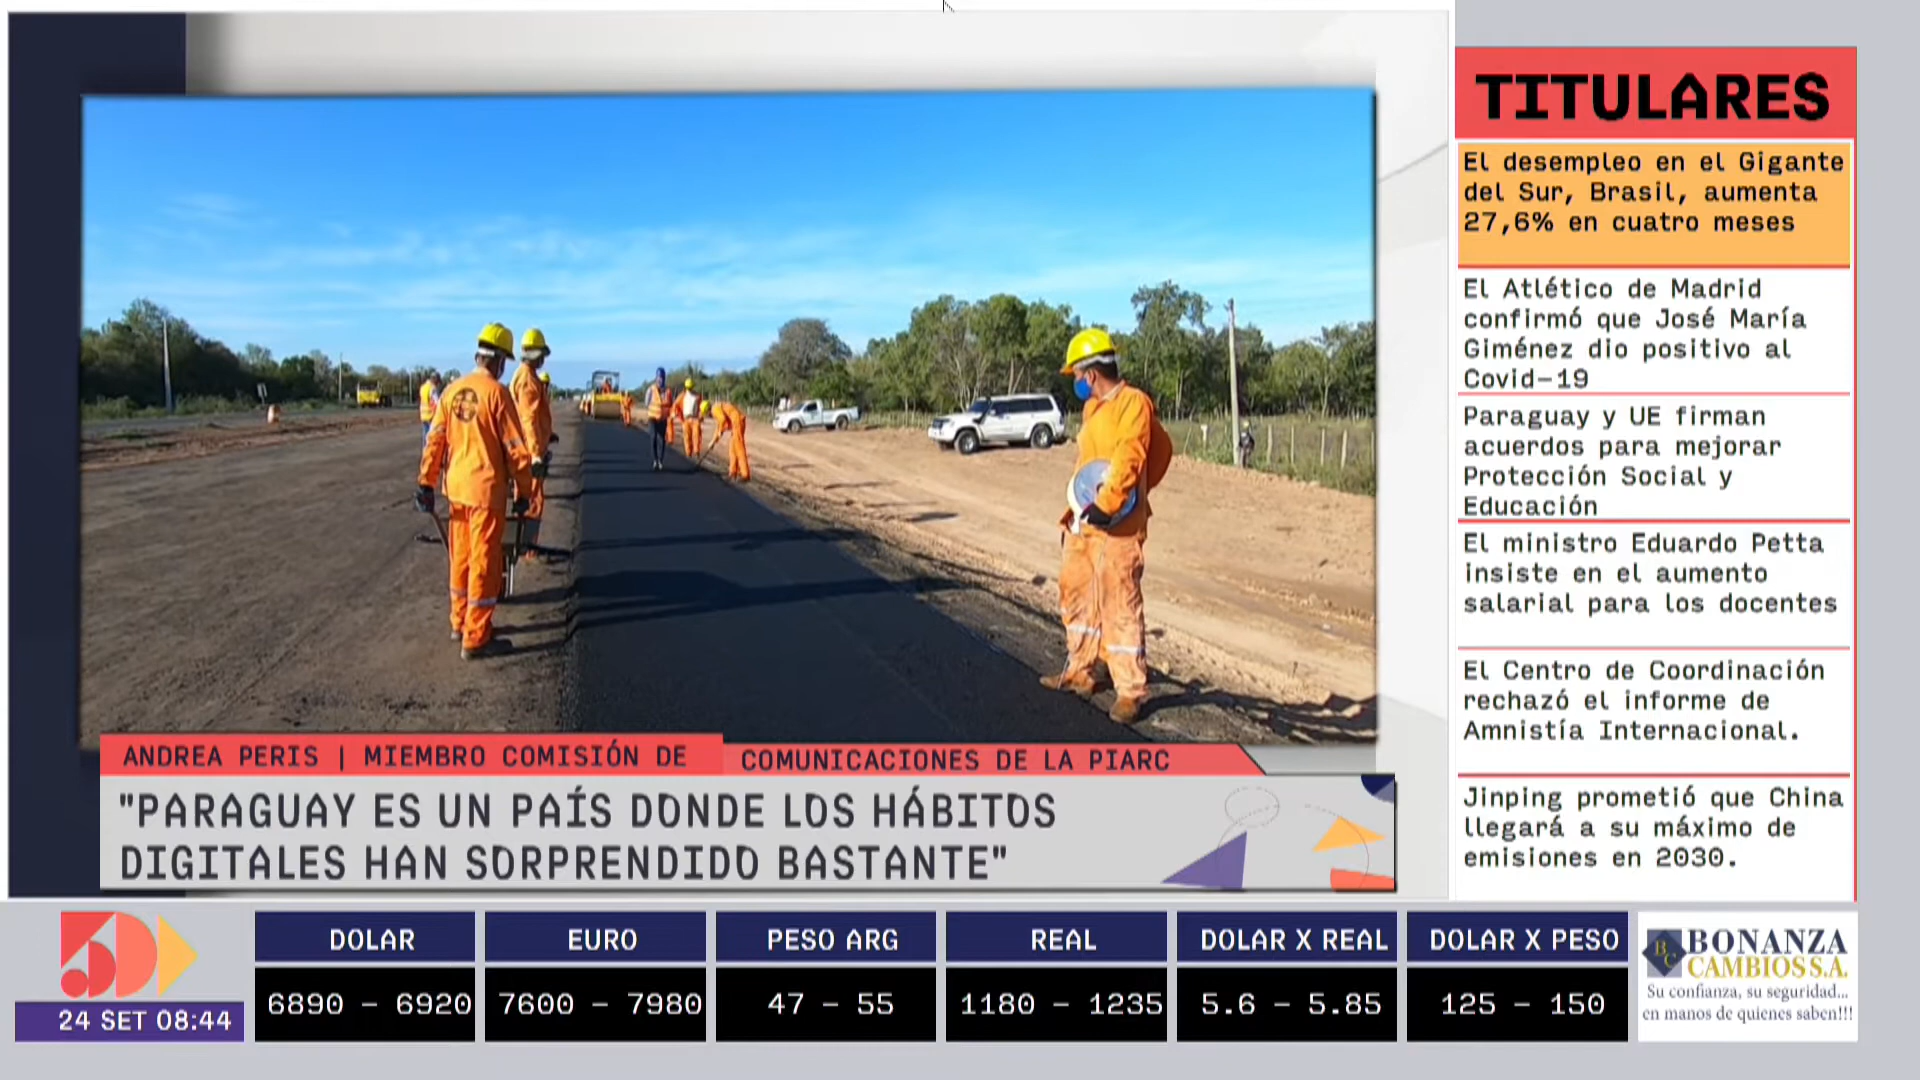 TITULARES
El desempleo en el Gigante
del Sur, Brasil, aumenta
27,6% en cuatro meses
El Atlético de Madrid
confirmó que José María
Giménez dio positivo al
Covid-19
Paraguay y UE firman
acuerdos para mejorar
Protección Social y
Educación
El ministro Eduardo Petta
insiste en el aumento
salarial para los docentes
El Centro de Coordinación
rechazó el informe de
Amnistía Internacional.
Jinping prometió que China
llegará a su máximo de
emisiones en 2030.
ANDREA PERIS | MIEMBRO COMISIÓN DE COMUNICACIONES DE LA PIARC
"PARAGUAY ES UN PAÍS DONDE LOS HÁBITOS
DIGITALES HAN SORPRENDIDO BASTANTE"
5D
24 SET 08:44
DOLAR
6890 - 6920
EURO
7600 - 7980
PESO ARG
47 - 55
REAL
1180 - 1235
DOLAR X REAL
5.6 - 5.85
DOLAR X PESO
125 - 150
BC
BONANZA
CAMBIOS S.A.
Su confianza, su seguridad...
en manos de quienes saben!!!